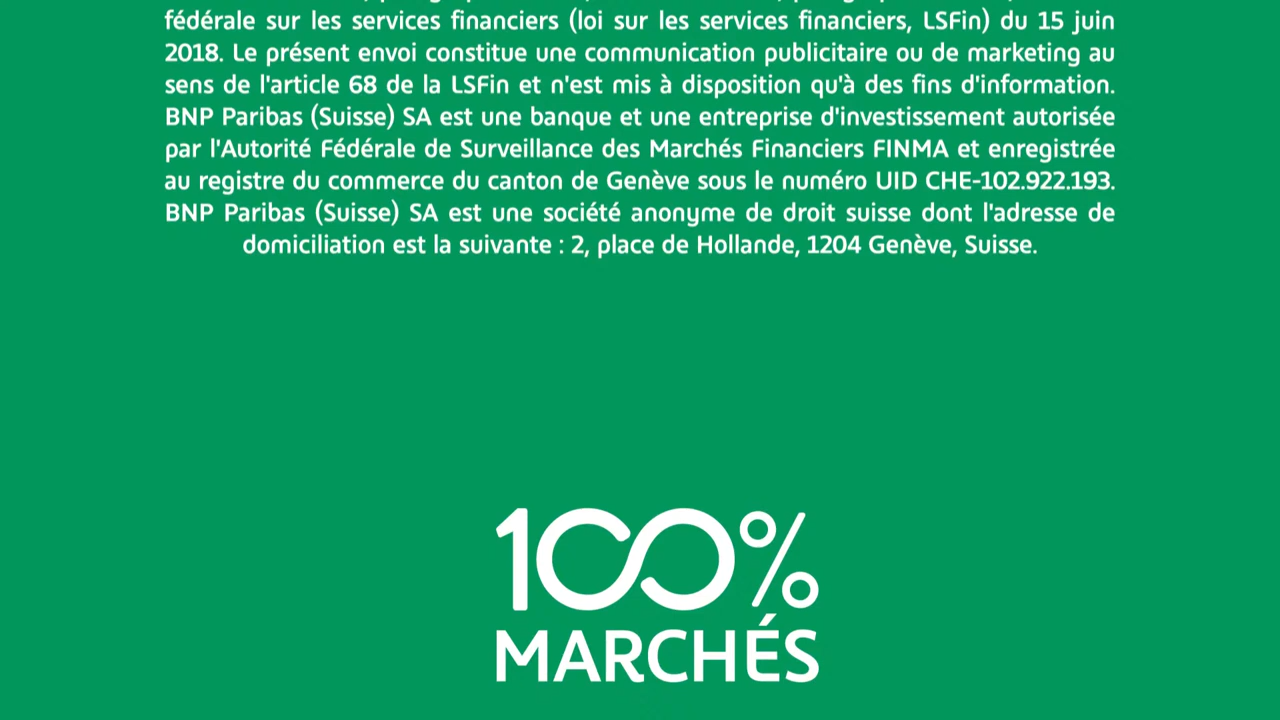 fédérale sur les services financiers (loi sur les services financiers, LSFin) du 15 juin
2018. Le présent envoi constitue une communication publicitaire ou de marketing au
sens de l'article 68 de la LSFin et n'est mis à disposition qu'à des fins d'information.
BNP Paribas (Suisse) SA est une banque et une entreprise d'investissement autorisée
par l'Autorité Fédérale de Surveillance des Marchés Financiers FINMA et enregistrée
au registre du commerce du canton de Genève sous le numéro UID CHE-102.922.193.
BNP Paribas (Suisse) SA est une société anonyme de droit suisse dont l'adresse de
domiciliation est la suivante : 2, place de Hollande, 1204 Genève, Suisse.
100%
MARCHÉS